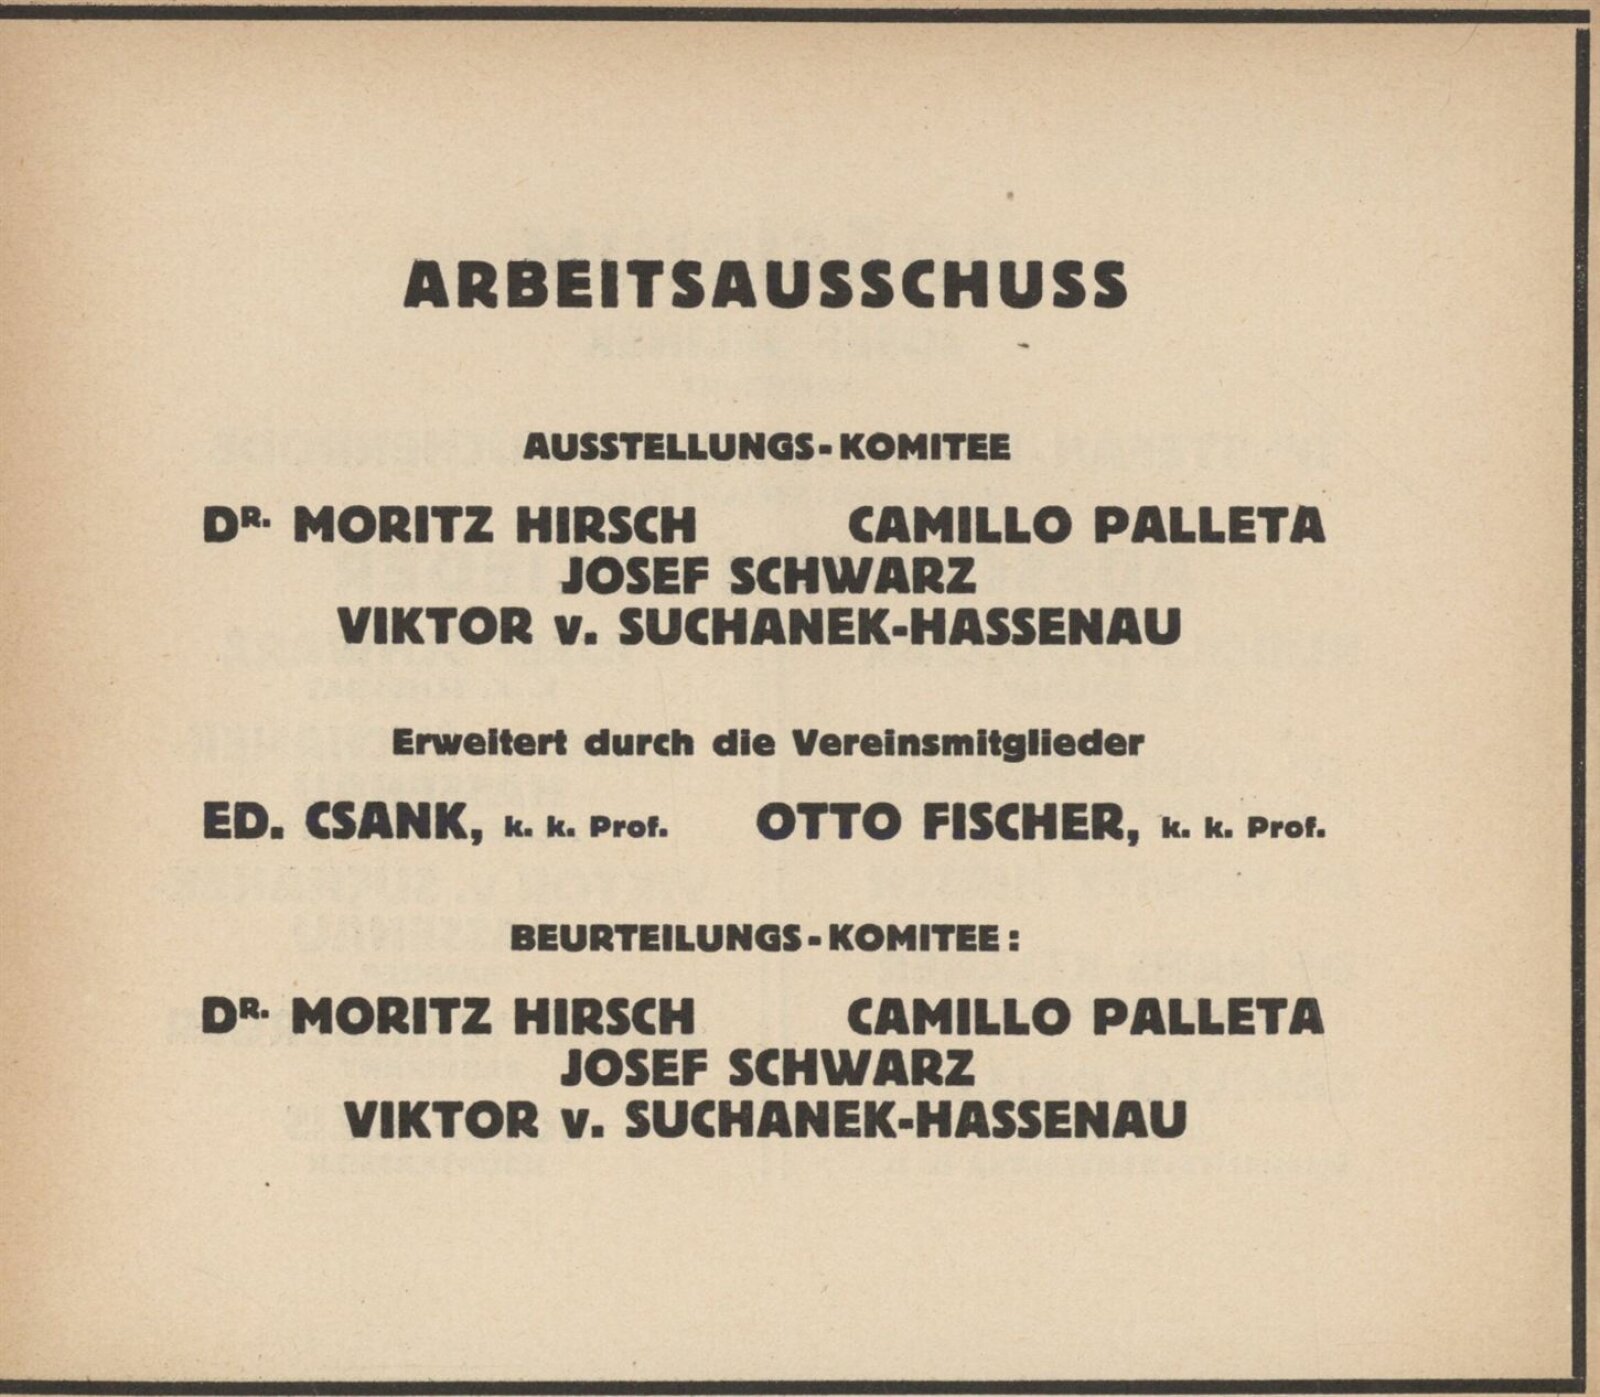 ARBEITSAUSSCHUSS
AUSSTELLUNGS-KOMITEE
DR. MORITZ HIRSCH CAMILLO PALLETA
JOSEF SCHWARZ
VIKTOR v. SUCHANEK-HASSENAU
Erweitert durch die Vereinsmitglieder
ED. CSANK, k. k. Prof. OTTO FISCHER, k. k. Prof.
BEURTEILUNGS-KOMITEE:
DR. MORITZ HIRSCH CAMILLO PALLETA
JOSEF SCHWARZ
VIKTOR v. SUCHANEK-HASSENAU